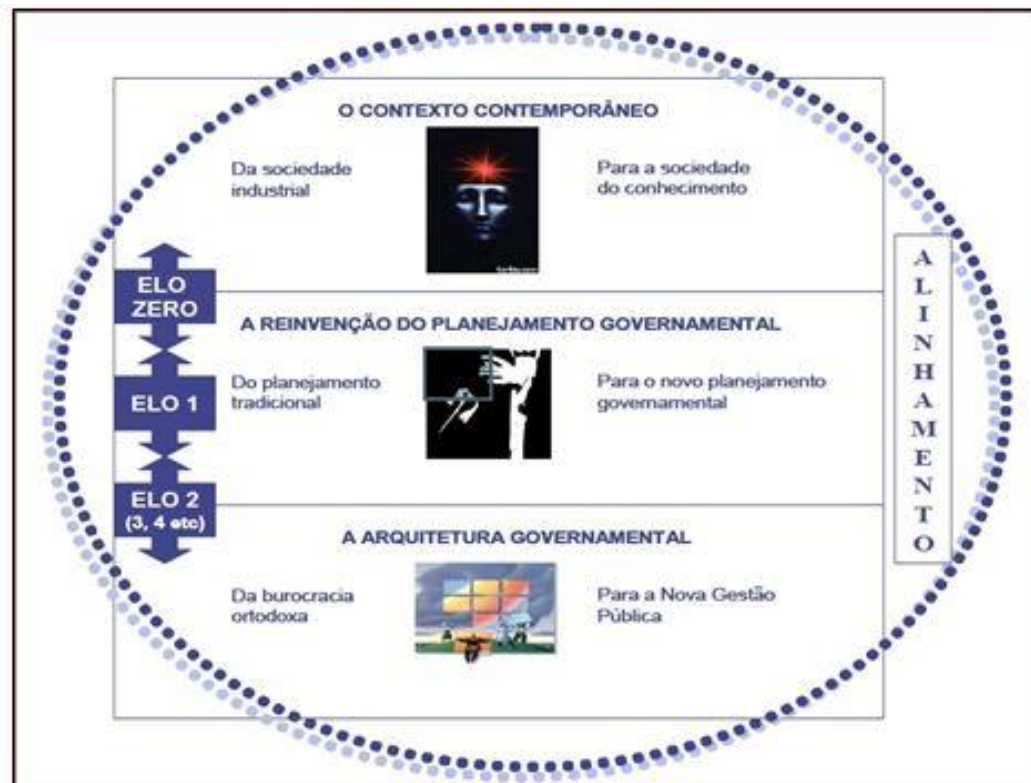 O CONTEXTO CONTEMPORÂNEO
Da sociedade
industrial
Para a sociedade
do conhecimento
ELO
ZERO
A REINVENÇÃO DO PLANEJAMENTO GOVERNAMENTAL
Do planejamento
tradicional
Para o novo planejamento
governamental
ELO 1
ELO 2
(3, 4 etc)
A ARQUITETURA GOVERNAMENTAL
Da burocracia
ortodoxa
Para a Nova Gestão
Pública
ALINHAMENTO